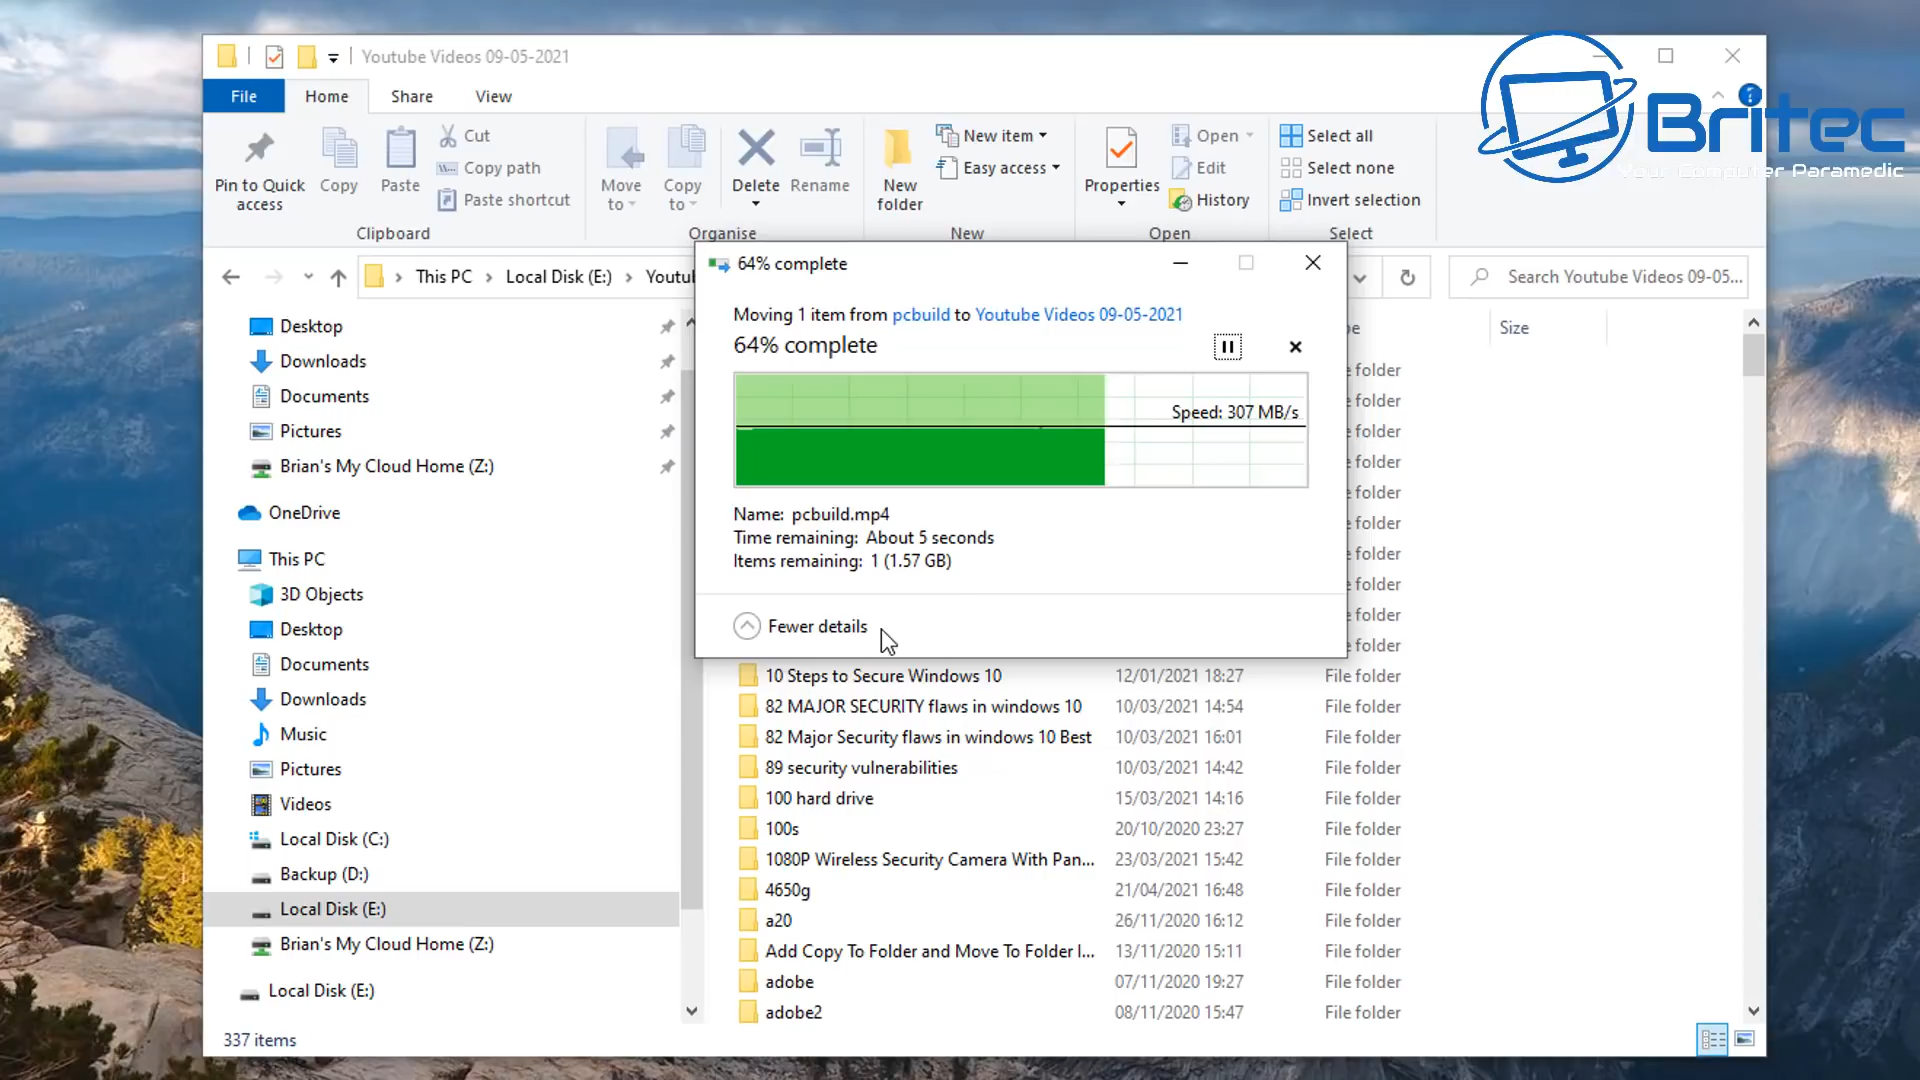 Youtube Videos 09-05-2021
File Home Share View
Britec
Your Computer Paramedic
Pin to Quick access
Copy
Paste
Cut
Copy path
Paste shortcut
Clipboard
Move to
Copy to
Delete
Rename
Organise
New folder
New item
Easy access
New
Properties
Open
Edit
History
Open
Select all
Select none
Invert selection
Select
This PC > Local Disk (E:) >
Search Youtube Videos 09-05...
Desktop
Downloads
Documents
Pictures
Brian's My Cloud Home (Z:)
OneDrive
This PC
3D Objects
Desktop
Documents
Downloads
Music
Pictures
Videos
Local Disk (C:)
Backup (D:)
Local Disk (E:)
Brian's My Cloud Home (Z:)
Local Disk (E:)
337 items
64% complete
Moving 1 item from pcbuild to Youtube Videos 09-05-2021
64% complete
Speed: 307 MB/s
Name: pcbuild.mp4
Time remaining: About 5 seconds
Items remaining: 1 (1.57 GB)
Fewer details
Size
folder
folder
folder
folder
folder
folder
folder
folder
folder
folder
10 Steps to Secure Windows 10 12/01/2021 18:27 File folder
82 MAJOR SECURITY flaws in windows 10 10/03/2021 14:54 File folder
82 Major Security flaws in windows 10 Best 10/03/2021 16:01 File folder
89 security vulnerabilities 10/03/2021 14:42 File folder
100 hard drive 15/03/2021 14:16 File folder
100s 20/10/2020 23:27 File folder
1080P Wireless Security Camera With Pan... 23/03/2021 15:42 File folder
4650g 21/04/2021 16:48 File folder
a20 26/11/2020 16:12 File folder
Add Copy To Folder and Move To Folder I... 13/11/2020 15:11 File folder
adobe 07/11/2020 19:27 File folder
adobe2 08/11/2020 15:47 File folder